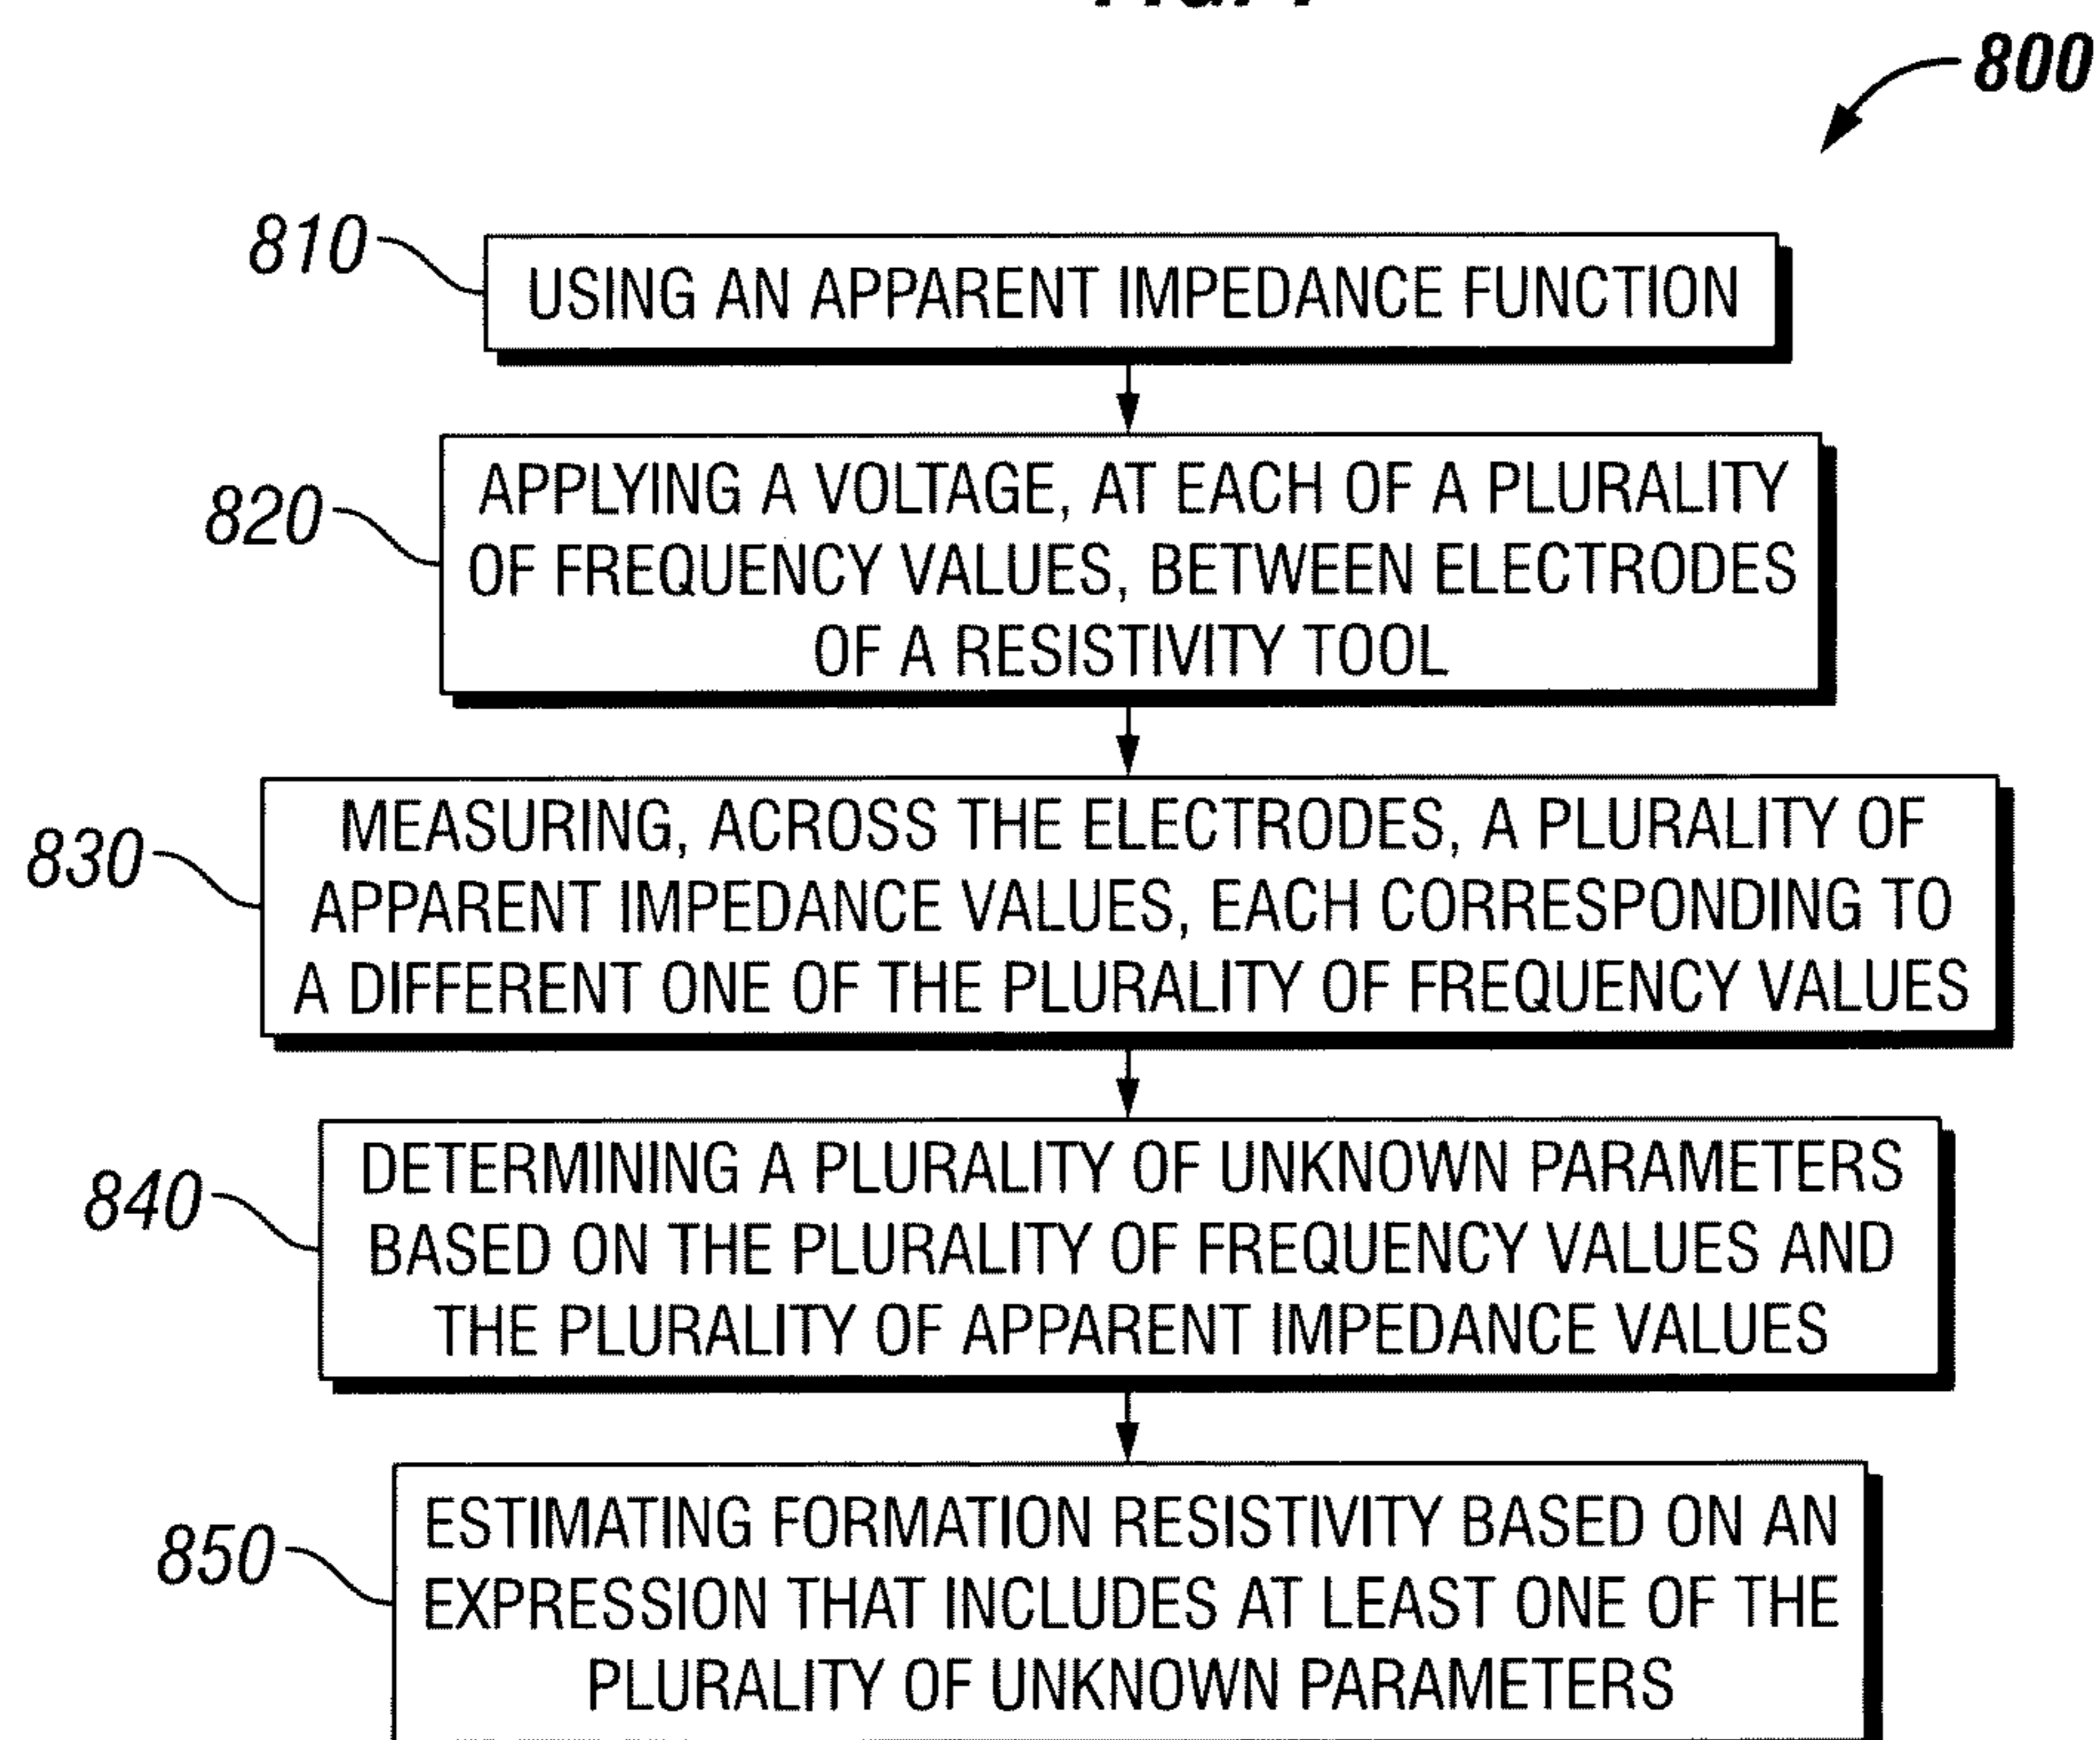 800
810
USING AN APPARENT IMPEDANCE FUNCTION
820
APPLYING A VOLTAGE, AT EACH OF A PLURALITY
OF FREQUENCY VALUES, BETWEEN ELECTRODES
OF A RESISTIVITY TOOL
830
MEASURING, ACROSS THE ELECTRODES, A PLURALITY OF
APPARENT IMPEDANCE VALUES, EACH CORRESPONDING TO
A DIFFERENT ONE OF THE PLURALITY OF FREQUENCY VALUES
840
DETERMINING A PLURALITY OF UNKNOWN PARAMETERS
BASED ON THE PLURALITY OF FREQUENCY VALUES AND
THE PLURALITY OF APPARENT IMPEDANCE VALUES
850
ESTIMATING FORMATION RESISTIVITY BASED ON AN
EXPRESSION THAT INCLUDES AT LEAST ONE OF THE
PLURALITY OF UNKNOWN PARAMETERS